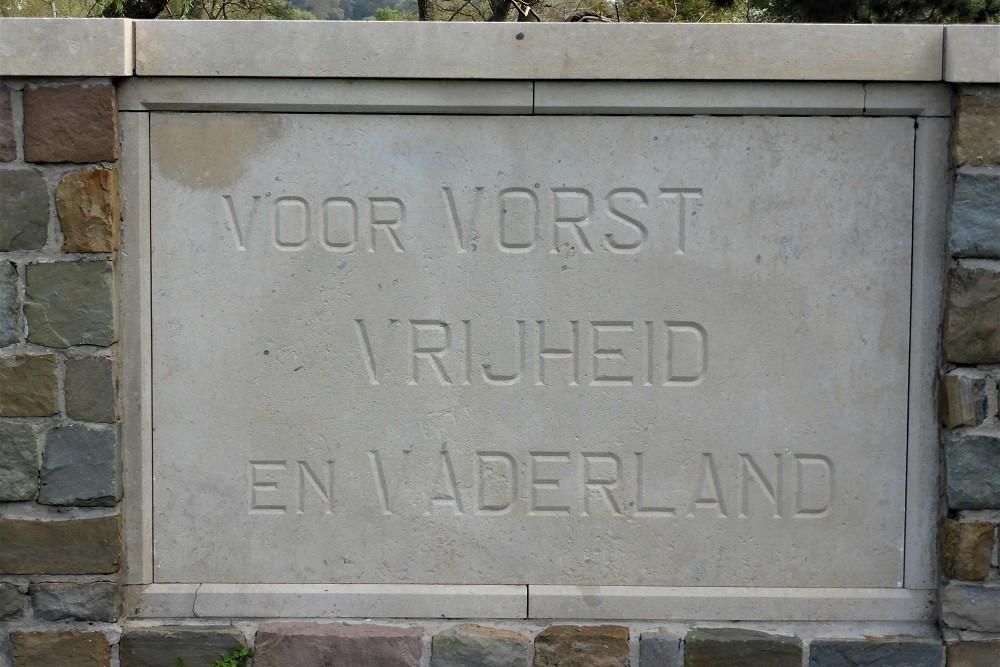 VOOR VORST
VRIJHEID
EN VADERLAND